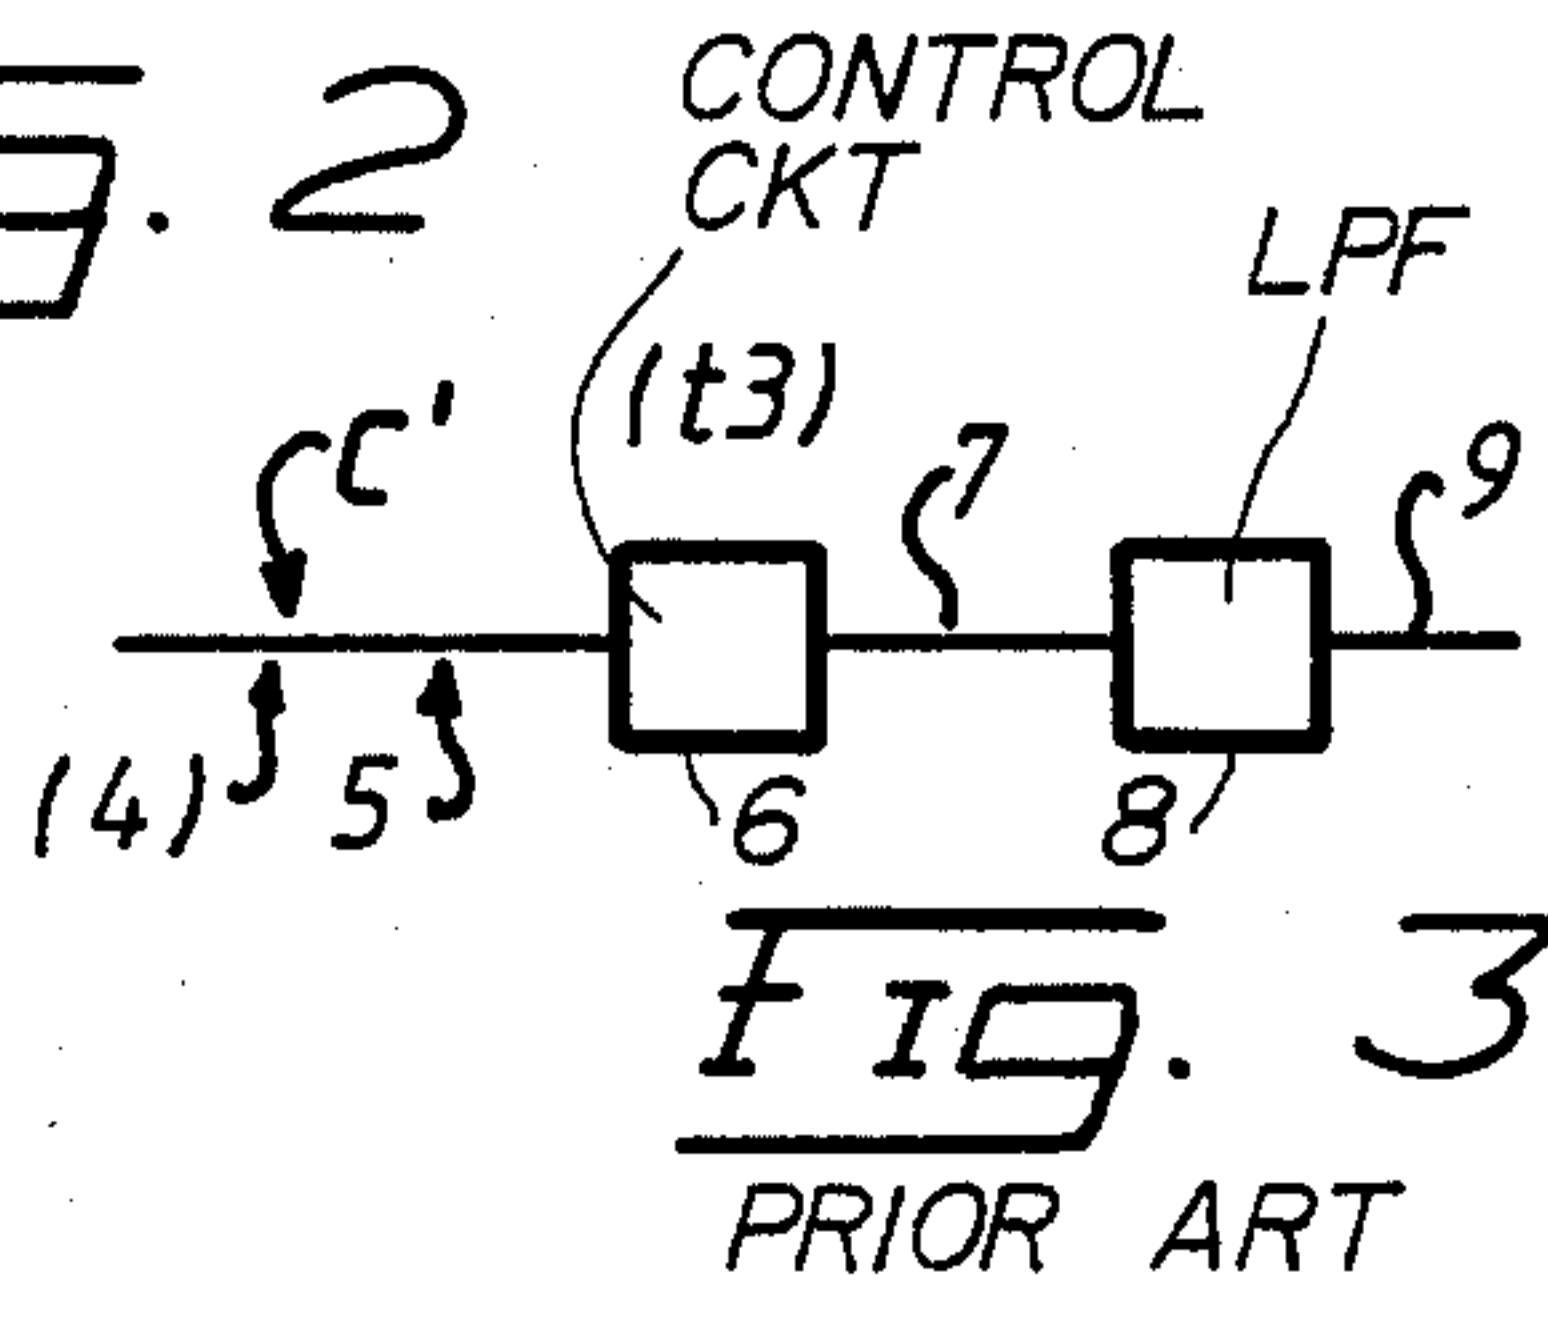 g. 2
CONTROL
CKT
LPF
(t3)
C'
7
9
(4)
5
6
8
Fig. 3
PRIOR ART